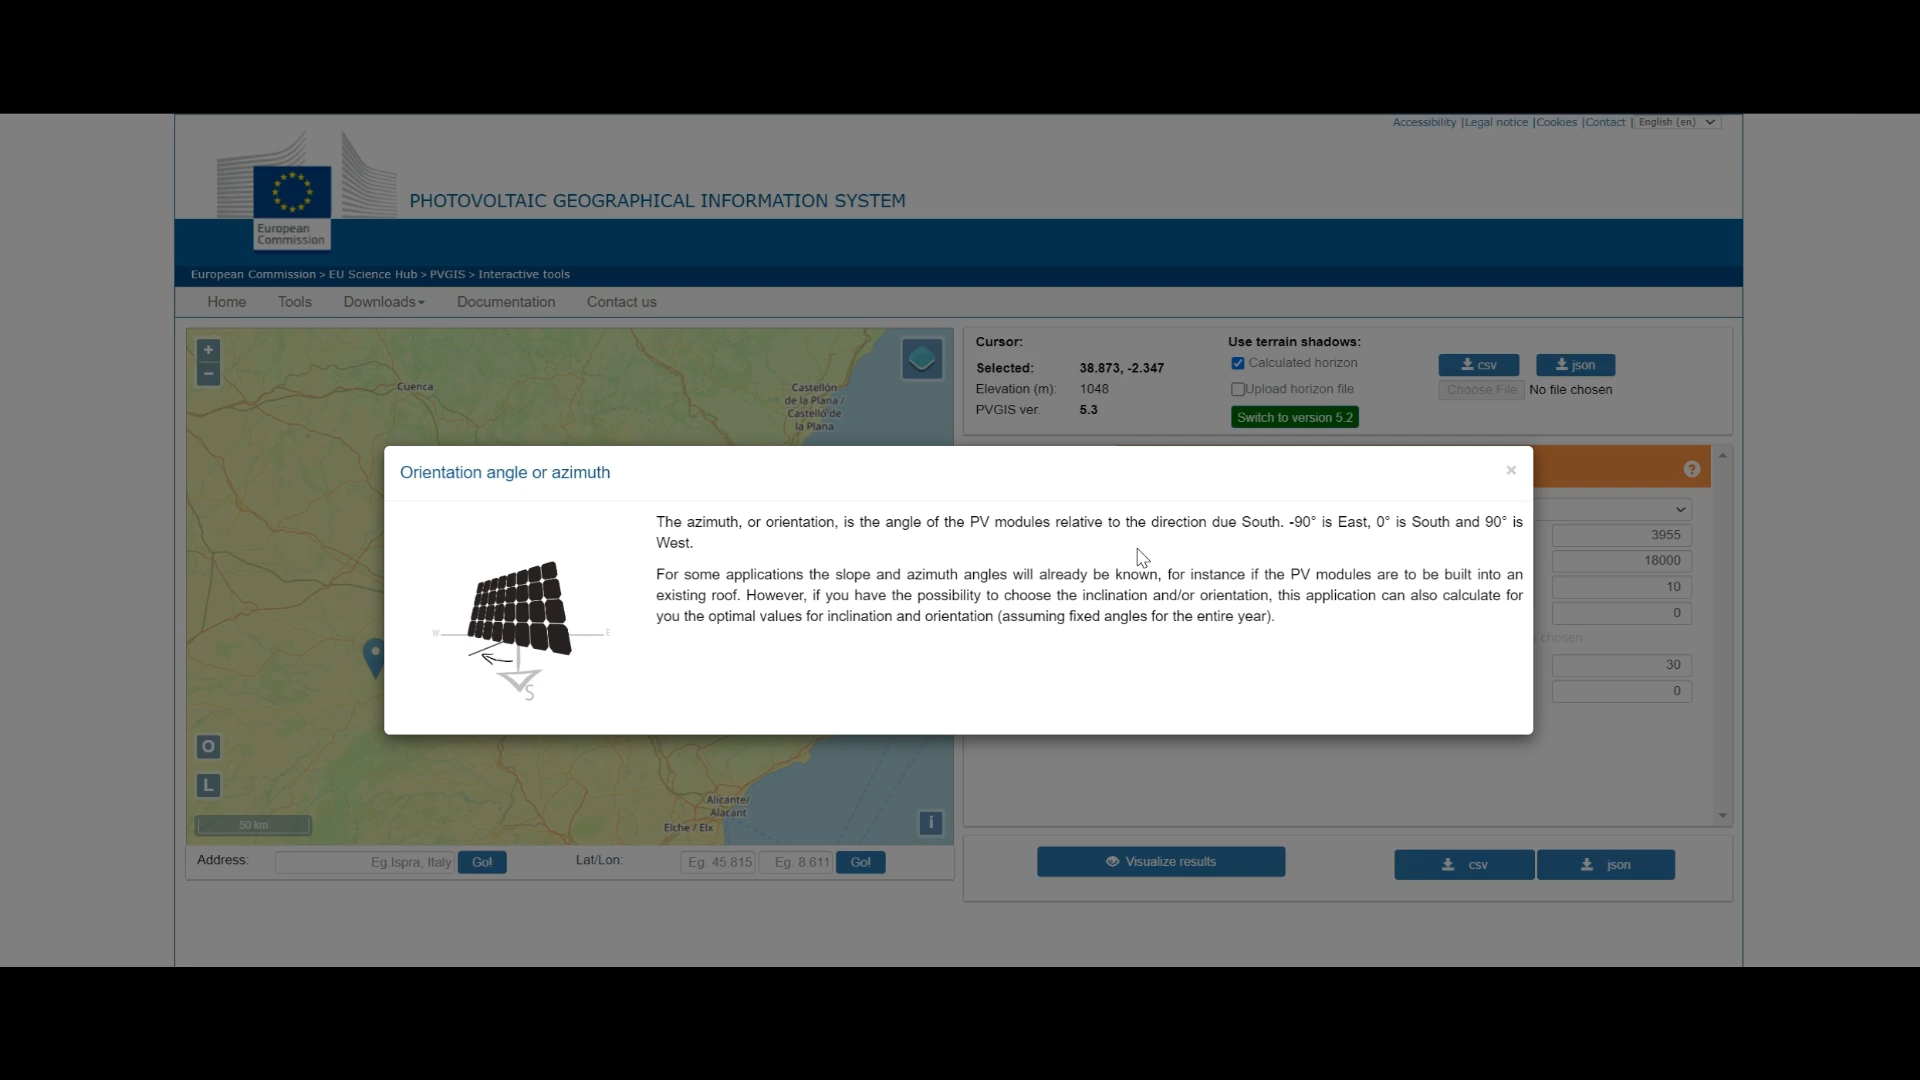 Accessibility |Legal notice |Cookies |Contact | English (en)
PHOTOVOLTAIC GEOGRAPHICAL INFORMATION SYSTEM
European
Commission
European Commission > EU Science Hub > PVGIS > Interactive tools
Home Tools Downloads Documentation Contact us
+
−
Cuenca
Castellón
de la Plana /
Castelló de
la Plana
Cursor:
Selected: 38.873, -2.347
Elevation (m): 1048
PVGIS ver. 5.3
Use terrain shadows:
Calculated horizon
Upload horizon file
Switch to version 5.2
csv json
Choose File No file chosen
Orientation angle or azimuth ×
The azimuth, or orientation, is the angle of the PV modules relative to the direction due South. -90° is East, 0° is South and 90° is
West.
For some applications the slope and azimuth angles will already be known, for instance if the PV modules are to be built into an
existing roof. However, if you have the possibility to choose the inclination and/or orientation, this application can also calculate for
you the optimal values for inclination and orientation (assuming fixed angles for the entire year).
W E
S
?
3955
18000
10
0
chosen
30
0
O
L
50 km
Alicante/
Alacant
Elche / Elx
i
Address: Eg.Ispra, Italy Go! Lat/Lon: Eg. 45.815 Eg. 8.611 Go!
Visualize results csv json